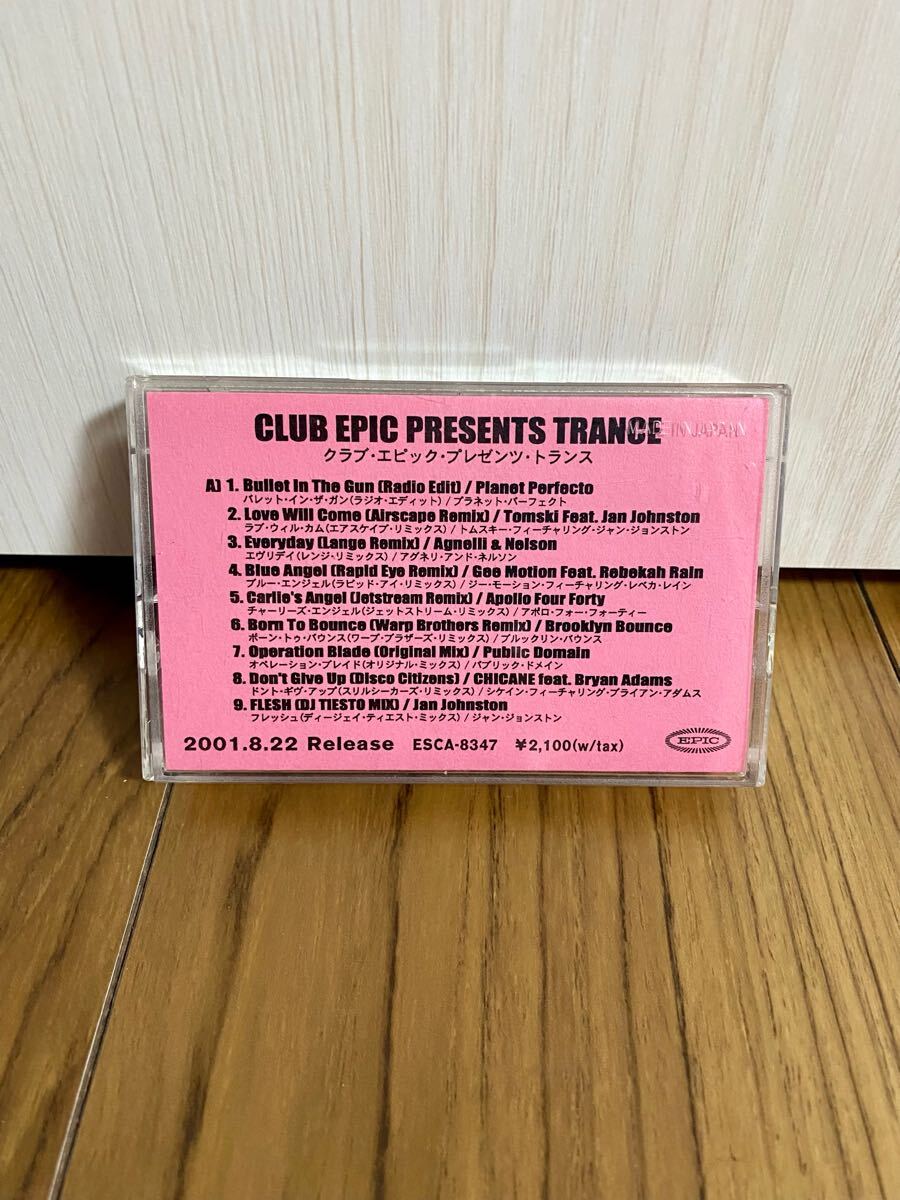 CLUB EPIC PRESENTS TRANCE
MADE IN JAPAN
クラブ・エピック・プレゼンツ・トランス
A) 1. Bullet In The Gun (Radio Edit) / Planet Perfecto
バレット・イン・ザ・ガン(ラジオ・エディット) / プラネット・パーフェクト
2. Love Will Come (Airscape Remix) / Tomski Feat. Jan Johnston
ラブ・ウィル・カム(エアスケイプ・リミックス) / トムスキー・フィーチャリング・ジャン・ジョンストン
3. Everyday (Lange Remix) / Agnelli & Nelson
エヴリデイ(レンジ・リミックス) / アグネリ・アンド・ネルソン
4. Blue Angel (Rapid Eye Remix) / Gee Motion Feat. Rebekah Rain
ブルー・エンジェル(ラピッド・アイ・リミックス) / ジー・モーション・フィーチャリング・レベカ・レイン
5. Carlie's Angel (Jetstream Remix) / Apollo Four Forty
チャーリーズ・エンジェル(ジェットストリーム・リミックス) / アポロ・フォー・フォーティー
6. Born To Bounce (Warp Brothers Remix) / Brooklyn Bounce
ボーン・トゥ・バウンス(ワープ・ブラザーズ・リミックス) / ブルックリン・バウンス
7. Operation Blade (Original Mix) / Public Domain
オペレーション・ブレイド(オリジナル・ミックス) / パブリック・ドメイン
8. Don't Give Up (Disco Citizens) / CHICANE feat. Bryan Adams
ドント・ギヴ・アップ(スリルシーカーズ・リミックス) / シケイン・フィーチャリング・ブライアン・アダムス
9. FLESH (DJ TIESTO MIX) / Jan Johnston
フレッシュ(ディージェイ・ティエスト・ミックス) / ジャン・ジョンストン
2001.8.22 Release ESCA-8347 ¥2,100(w/tax)
EPIC